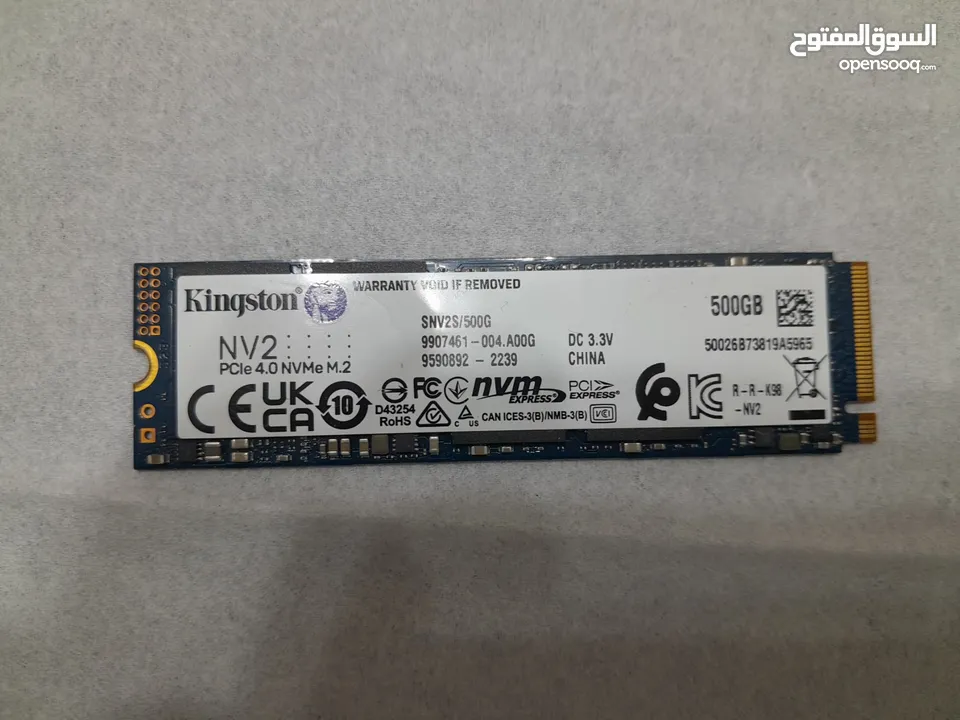 السوق المفتوح
opensooq.com
Kingston
WARRANTY VOID IF REMOVED
SNV2S/500G
9907461-004.A00G
9590892 - 2239
DC 3.3V
CHINA
500GB
50026B73819A5965
NV2
PCIe 4.0 NVMe M.2
CE
UK
CA
10
D43254
RoHS
FC
C US
nvm
EXPRESS
PCI
EXPRESS
CAN ICES-3(B)/NMB-3(B)
VCI
R-R-K98
-NV2